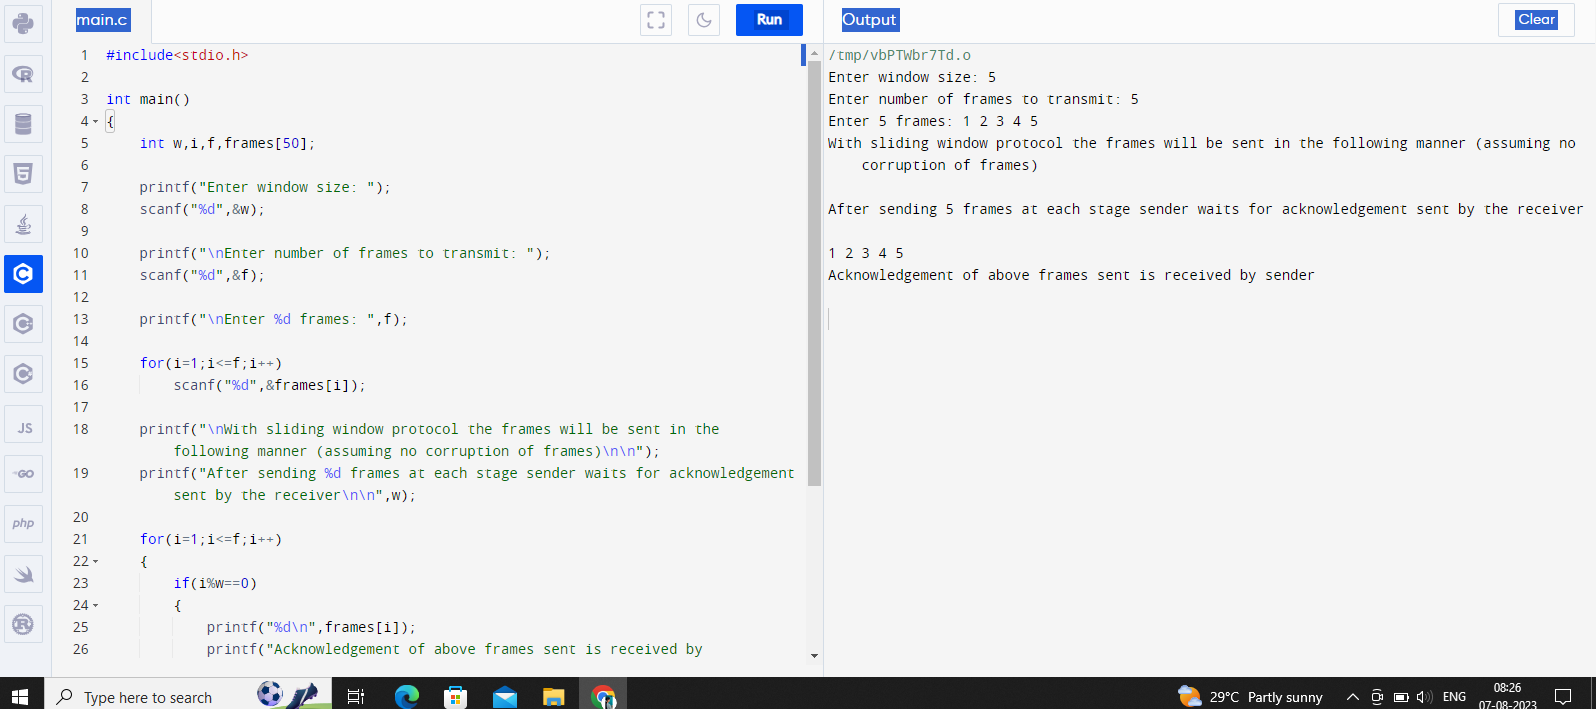 main.c
Run
Output
Clear
1 #include<stdio.h>
2
3 int main()
4 {
5 int w,i,f,frames[50];
6
7 printf("Enter window size: ");
8 scanf("%d",&w);
9
10 printf("\nEnter number of frames to transmit: ");
11 scanf("%d",&f);
12
13 printf("\nEnter %d frames: ",f);
14
15 for(i=1;i<=f;i++)
16 scanf("%d",&frames[i]);
17
18 printf("\nWith sliding window protocol the frames will be sent in the
following manner (assuming no corruption of frames)\n\n");
19 printf("After sending %d frames at each stage sender waits for acknowledgement
sent by the receiver\n\n",w);
20
21 for(i=1;i<=f;i++)
22 {
23 if(i%w==0)
24 {
25 printf("%d\n",frames[i]);
26 printf("Acknowledgement of above frames sent is received by
/tmp/vbPTWbr7Td.o
Enter window size: 5
Enter number of frames to transmit: 5
Enter 5 frames: 1 2 3 4 5
With sliding window protocol the frames will be sent in the following manner (assuming no
corruption of frames)
After sending 5 frames at each stage sender waits for acknowledgement sent by the receiver
1 2 3 4 5
Acknowledgement of above frames sent is received by sender
JS
GO
php
Type here to search
29°C Partly sunny
ENG
08:26
07-08-2023